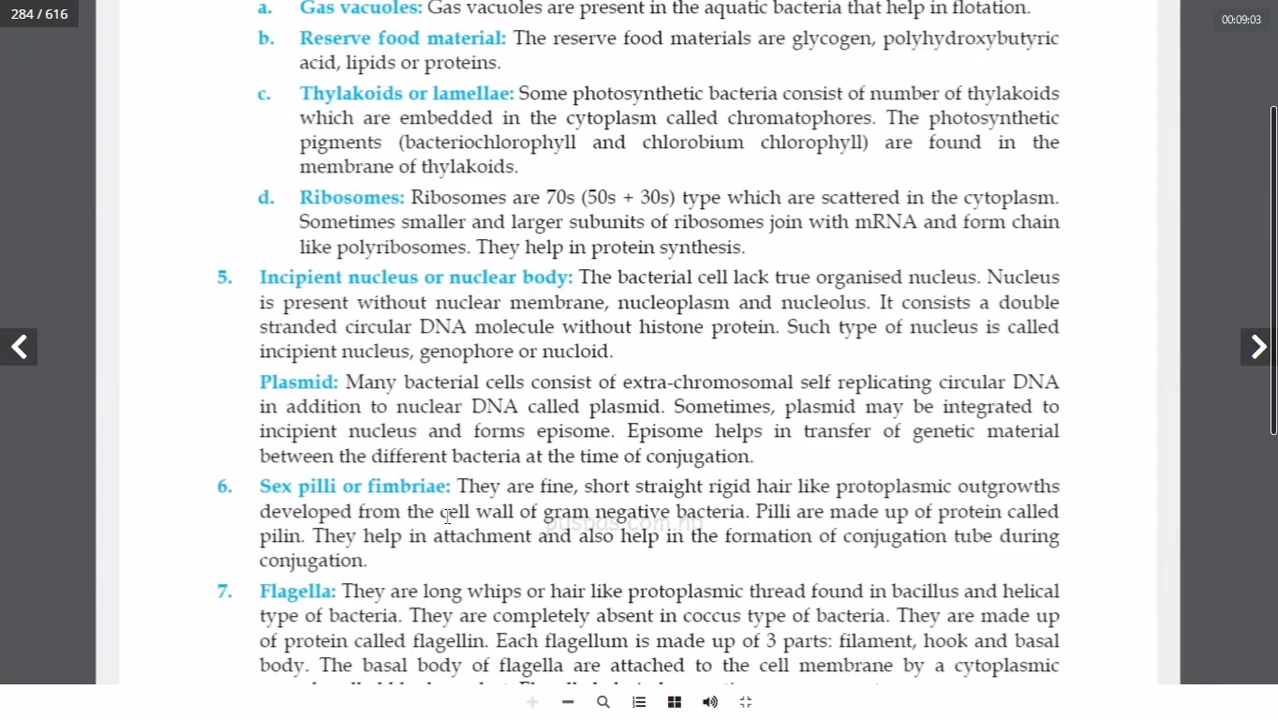 284 / 616
00:09:03
a. Gas vacuoles: Gas vacuoles are present in the aquatic bacteria that help in flotation.
b. Reserve food material: The reserve food materials are glycogen, polyhydroxybutyric
acid, lipids or proteins.
c. Thylakoids or lamellae: Some photosynthetic bacteria consist of number of thylakoids
which are embedded in the cytoplasm called chromatophores. The photosynthetic
pigments (bacteriochlorophyll and chlorobium chlorophyll) are found in the
membrane of thylakoids.
d. Ribosomes: Ribosomes are 70s (50s + 30s) type which are scattered in the cytoplasm.
Sometimes smaller and larger subunits of ribosomes join with mRNA and form chain
like polyribosomes. They help in protein synthesis.
5. Incipient nucleus or nuclear body: The bacterial cell lack true organised nucleus. Nucleus
is present without nuclear membrane, nucleoplasm and nucleolus. It consists a double
stranded circular DNA molecule without histone protein. Such type of nucleus is called
incipient nucleus, genophore or nucloid.
Plasmid: Many bacterial cells consist of extra-chromosomal self replicating circular DNA
in addition to nuclear DNA called plasmid. Sometimes, plasmid may be integrated to
incipient nucleus and forms episome. Episome helps in transfer of genetic material
between the different bacteria at the time of conjugation.
6. Sex pilli or fimbriae: They are fine, short straight rigid hair like protoplasmic outgrowths
developed from the cell wall of gram negative bacteria. Pilli are made up of protein called
pilin. They help in attachment and also help in the formation of conjugation tube during
conjugation.
7. Flagella: They are long whips or hair like protoplasmic thread found in bacillus and helical
type of bacteria. They are completely absent in coccus type of bacteria. They are made up
of protein called flagellin. Each flagellum is made up of 3 parts: filament, hook and basal
body. The basal body of flagella are attached to the cell membrane by a cytoplasmic